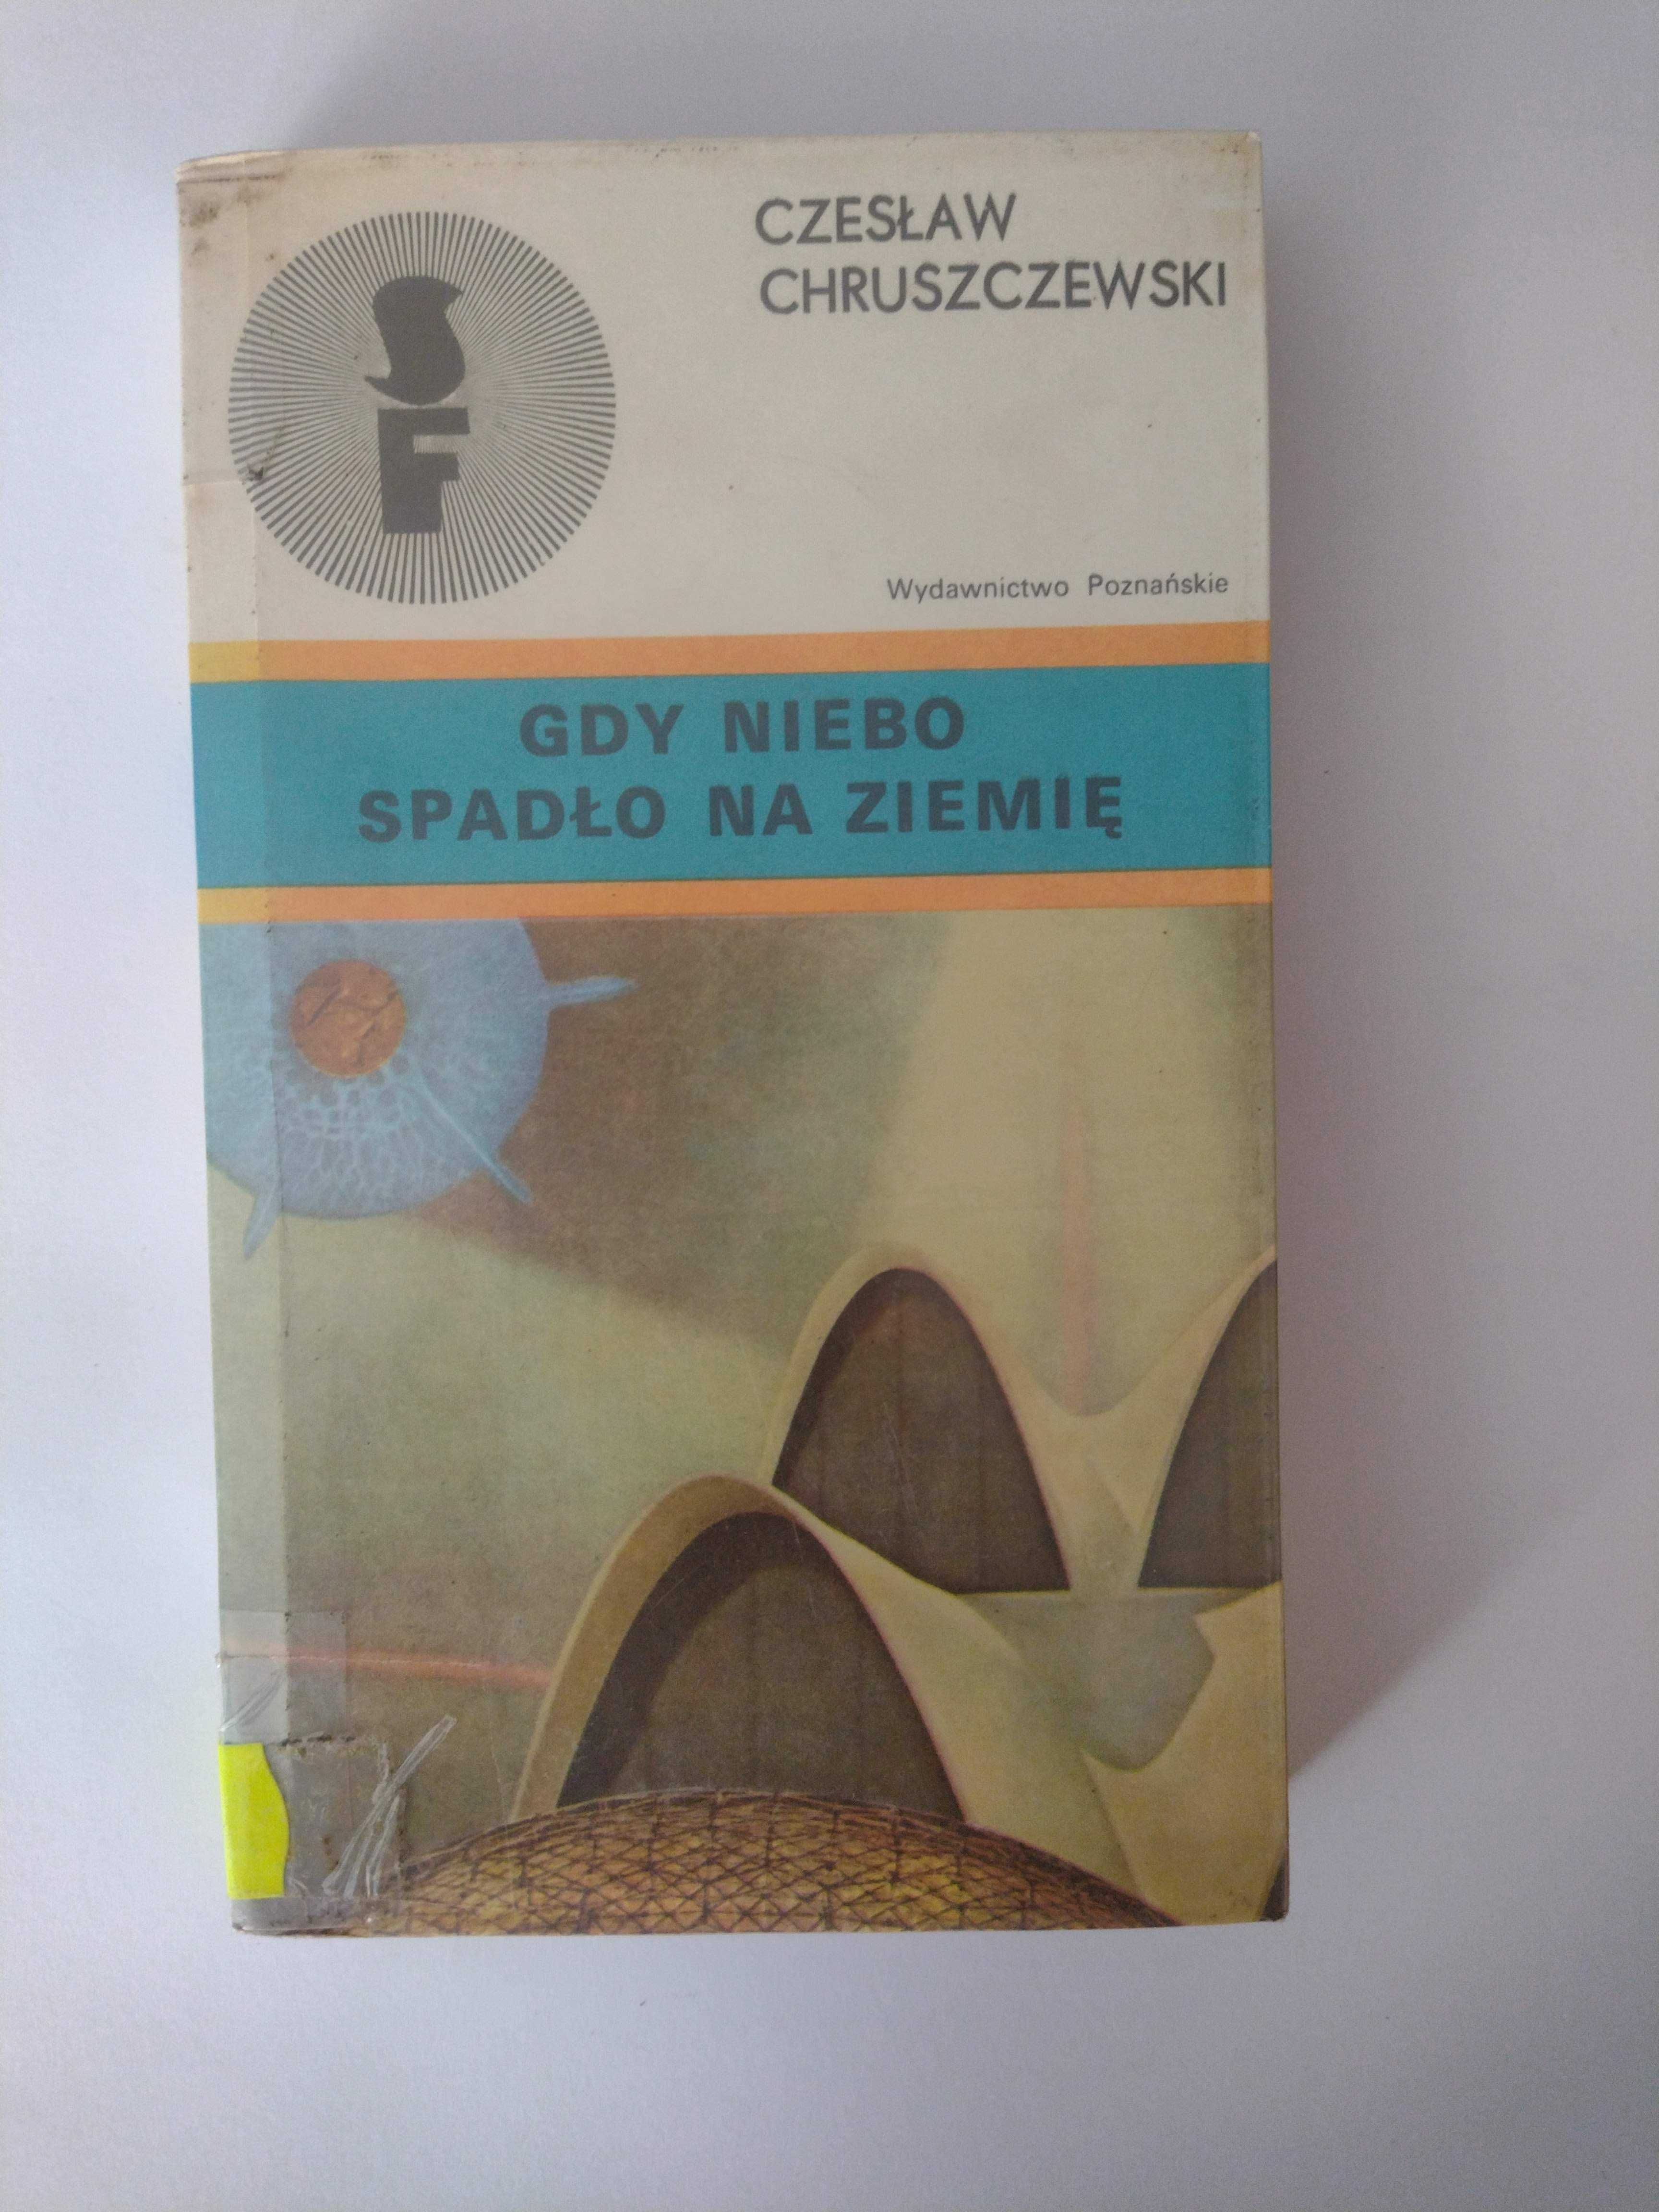 SF
CZESŁAW
CHRUSZCZEWSKI
Wydawnictwo Poznańskie
GDY NIEBO
SPADŁO NA ZIEMIĘ